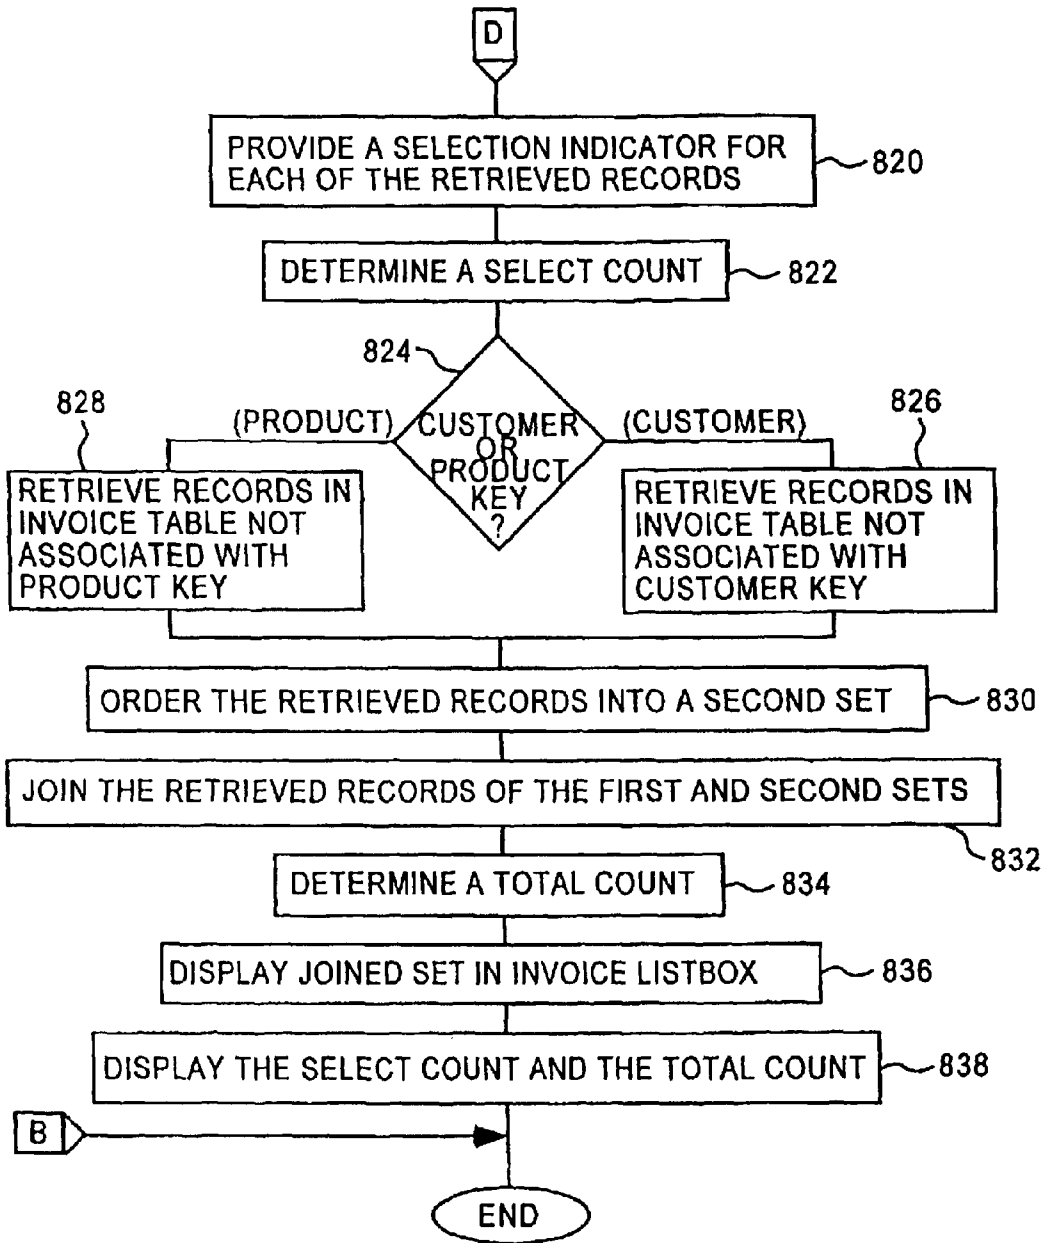 D
PROVIDE A SELECTION INDICATOR FOR
EACH OF THE RETRIEVED RECORDS
820
DETERMINE A SELECT COUNT
822
824
CUSTOMER
OR
PRODUCT
KEY
?
(PRODUCT)
(CUSTOMER)
828
RETRIEVE RECORDS IN
INVOICE TABLE NOT
ASSOCIATED WITH
PRODUCT KEY
826
RETRIEVE RECORDS IN
INVOICE TABLE NOT
ASSOCIATED WITH
CUSTOMER KEY
ORDER THE RETRIEVED RECORDS INTO A SECOND SET
830
JOIN THE RETRIEVED RECORDS OF THE FIRST AND SECOND SETS
832
DETERMINE A TOTAL COUNT
834
DISPLAY JOINED SET IN INVOICE LISTBOX
836
DISPLAY THE SELECT COUNT AND THE TOTAL COUNT
838
B
END